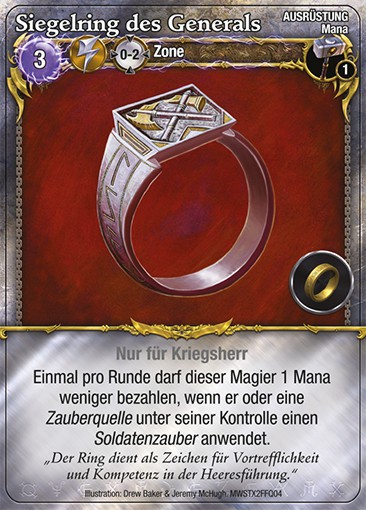 Siegelring des Generals
AUSRÜSTUNG
Mana
3
0-2
Zone
1
Nur für Kriegsherr
Einmal pro Runde darf dieser Magier 1 Mana
weniger bezahlen, wenn er oder eine
Zauberquelle unter seiner Kontrolle einen
Soldatenzauber anwendet.
„Der Ring dient als Zeichen für Vortrefflichkeit
und Kompetenz in der Heeresführung.“
Illustration: Drew Baker & Jeremy McHugh. MWSTX2FFQ04